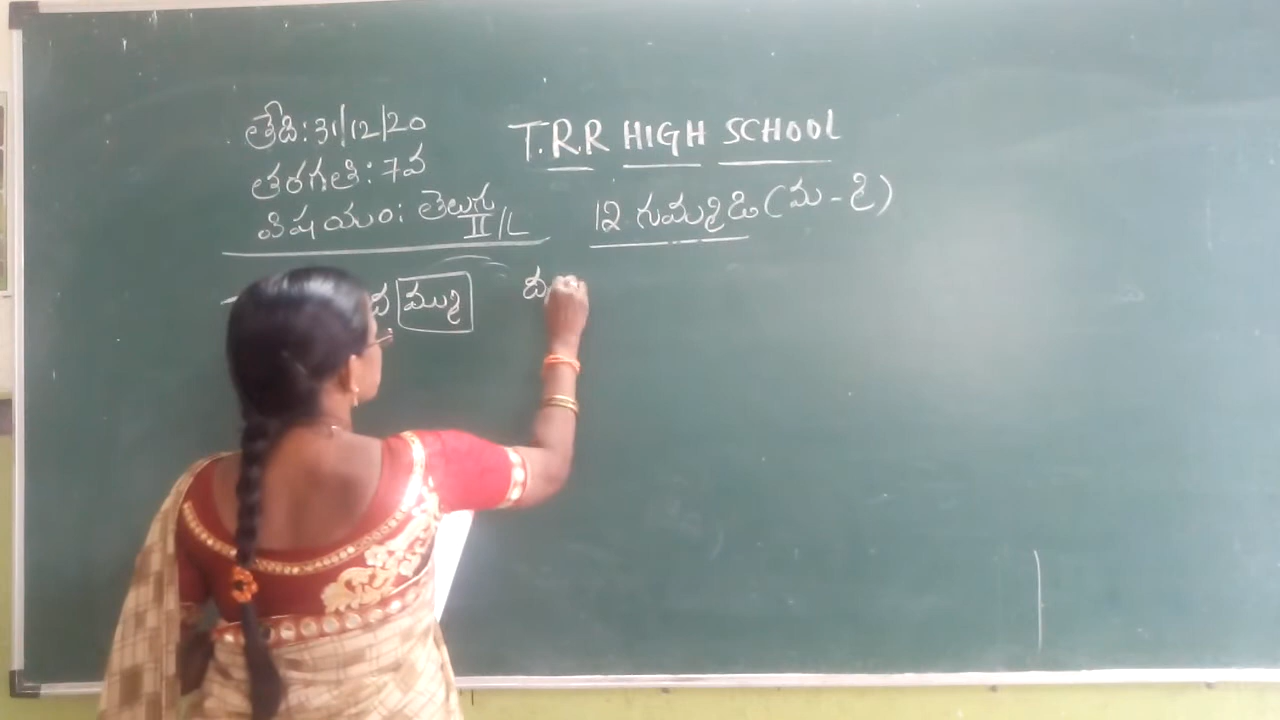 తేది: 31/12/20
తరగతి: 7వ
విషయం: తెలుగు
II/L
T.R.R HIGH SCHOOL
12 గుమ్మడి (మ-మ్మ)